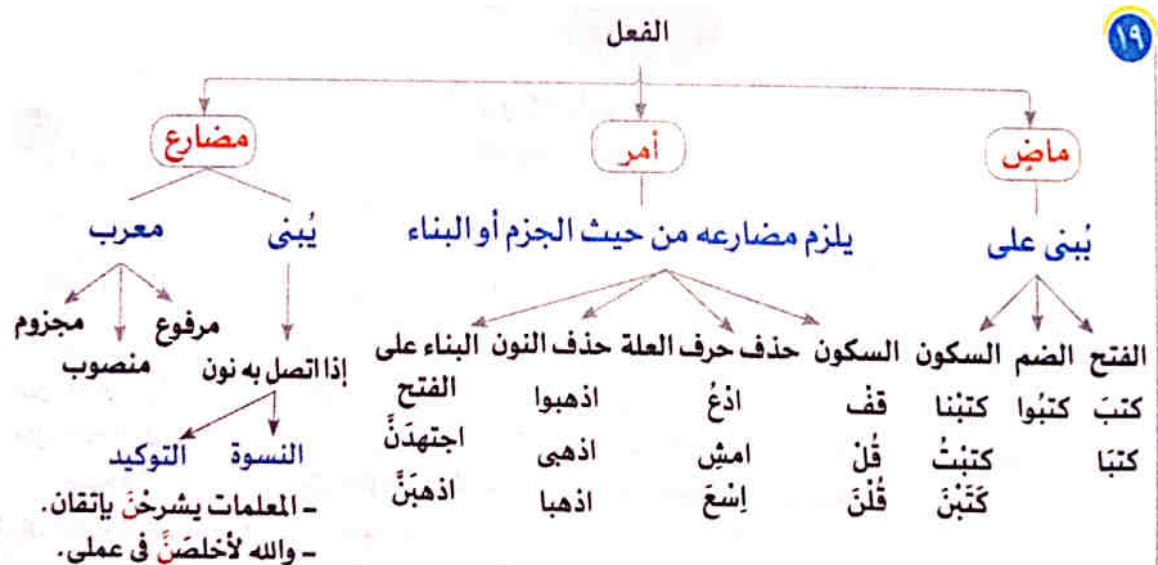 ١٩
الفعل
ماضٍ أمر مضارع
يُبنى على يلزم مضارعه من حيث الجزم أو البناء يُبنى معرب
مرفوع مجزوم
منصوب
الفتح الضم السكون السكون حذف حرف العلة حذف النون البناء على الفتح إذا اتصل به نون
كتبَ كتبُوا كتبْنا قفْ ادعُ اذهبوا
كتبَا كتبْتُ قُلْ امشِ اذهبى اجتهدَنَّ النسوة التوكيد
كَتَبْنَ قُلْنَ اِسْعَ اذهبا اذهبَنَّ
- المعلمات يشرحْنَ بإتقان.
- والله لأخلصَنَّ فى عملى.